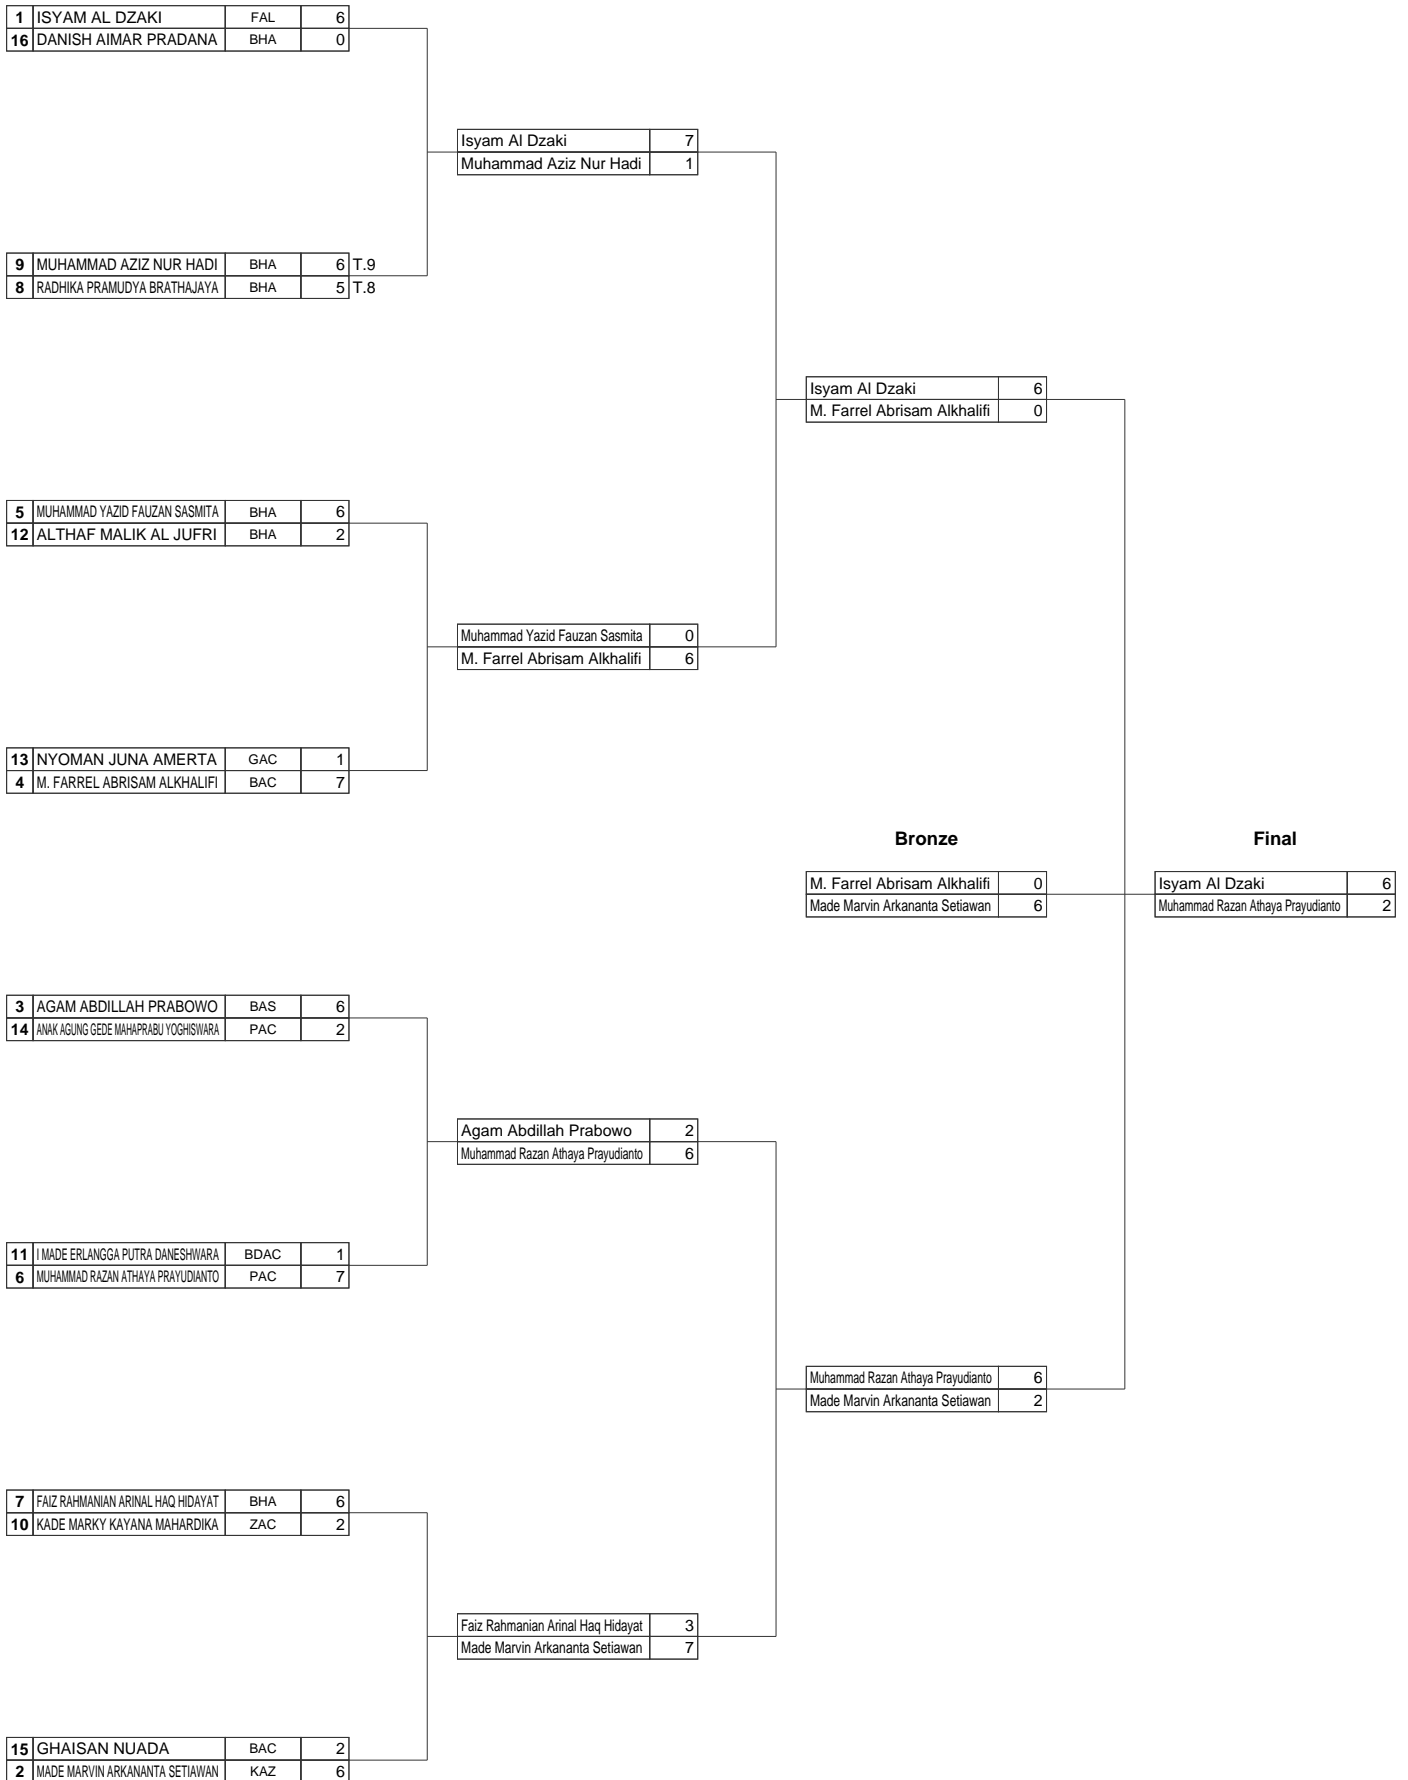 1 ISYAM AL DZAKI FAL 6
16 DANISH AIMAR PRADANA BHA 0
Isyam Al Dzaki 7
Muhammad Aziz Nur Hadi 1
9 MUHAMMAD AZIZ NUR HADI BHA 6 T.9
8 RADHIKA PRAMUDYA BRATHAJAYA BHA 5 T.8
Isyam Al Dzaki 6
M. Farrel Abrisam Alkhalifi 0
5 MUHAMMAD YAZID FAUZAN SASMITA BHA 6
12 ALTHAF MALIK AL JUFRI BHA 2
Muhammad Yazid Fauzan Sasmita 0
M. Farrel Abrisam Alkhalifi 6
13 NYOMAN JUNA AMERTA GAC 1
4 M. FARREL ABRISAM ALKHALIFI BAC 7
Bronze Final
M. Farrel Abrisam Alkhalifi 0 Isyam Al Dzaki 6
Made Marvin Arkananta Setiawan 6 Muhammad Razan Athaya Prayudianto 2
3 AGAM ABDILLAH PRABOWO BAS 6
14 ANAK AGUNG GEDE MAHAPRABU YOGHISWARA PAC 2
Agam Abdillah Prabowo 2
Muhammad Razan Athaya Prayudianto 6
11 I MADE ERLANGGA PUTRA DANESHWARA BDAC 1
6 MUHAMMAD RAZAN ATHAYA PRAYUDIANTO PAC 7
Muhammad Razan Athaya Prayudianto 6
Made Marvin Arkananta Setiawan 2
7 FAIZ RAHMANIAN ARINAL HAQ HIDAYAT BHA 6
10 KADE MARKY KAYANA MAHARDIKA ZAC 2
Faiz Rahmanian Arinal Haq Hidayat 3
Made Marvin Arkananta Setiawan 7
15 GHAISAN NUADA BAC 2
2 MADE MARVIN ARKANANTA SETIAWAN KAZ 6